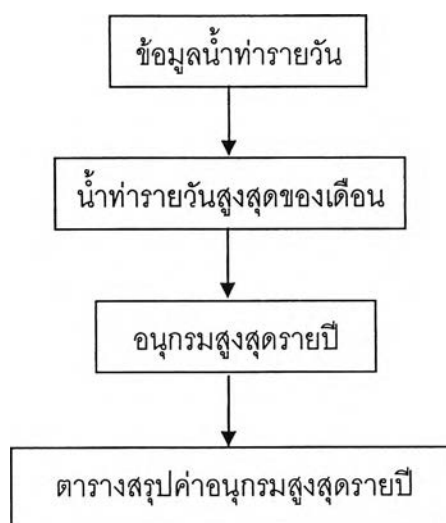 ข้อมูลน้ำท่ารายวัน
น้ำท่ารายวันสูงสุดของเดือน
อนุกรมสูงสุดรายปี
ตารางสรุปค่าอนุกรมสูงสุดรายปี